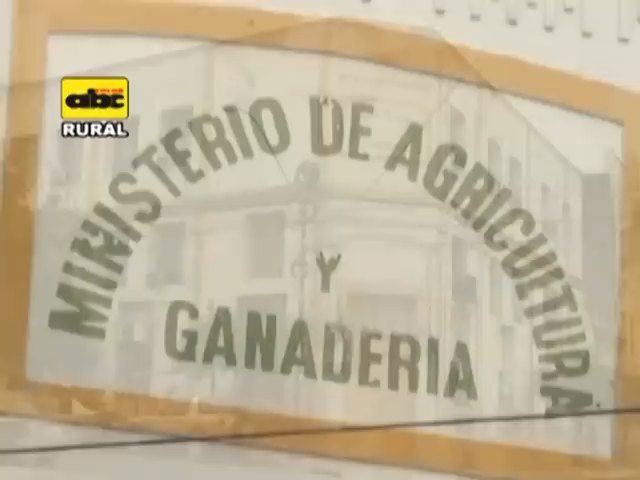 abc
RURAL
MINISTERIO DE AGRICULTURA
Y
GANADERIA